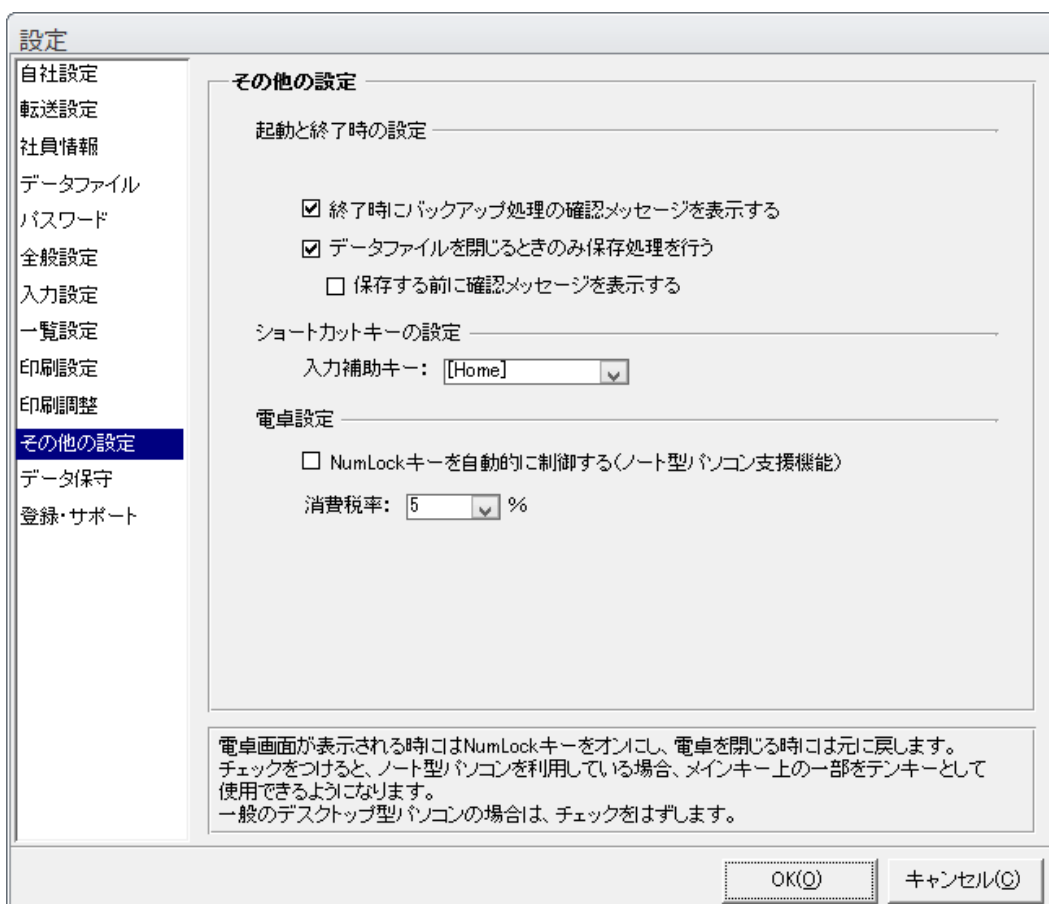 設定
自社設定
転送設定
社員情報
データファイル
パスワード
全般設定
入力設定
一覧設定
印刷設定
印刷調整
その他の設定
データ保守
登録・サポート
その他の設定
起動と終了時の設定
終了時にバックアップ処理の確認メッセージを表示する
データファイルを閉じるときのみ保存処理を行う
保存する前に確認メッセージを表示する
ショートカットキーの設定
入力補助キー： [Home]
電卓設定
NumLockキーを自動的に制御する(ノート型パソコン支援機能)
消費税率： 5 %
電卓画面が表示される時にはNumLockキーをオンにし、電卓を閉じる時には元に戻します。
チェックをつけると、ノート型パソコンを利用している場合、メインキー上の一部をテンキーとして
使用できるようになります。
一般のデスクトップ型パソコンの場合は、チェックをはずします。
OK(O) キャンセル(C)